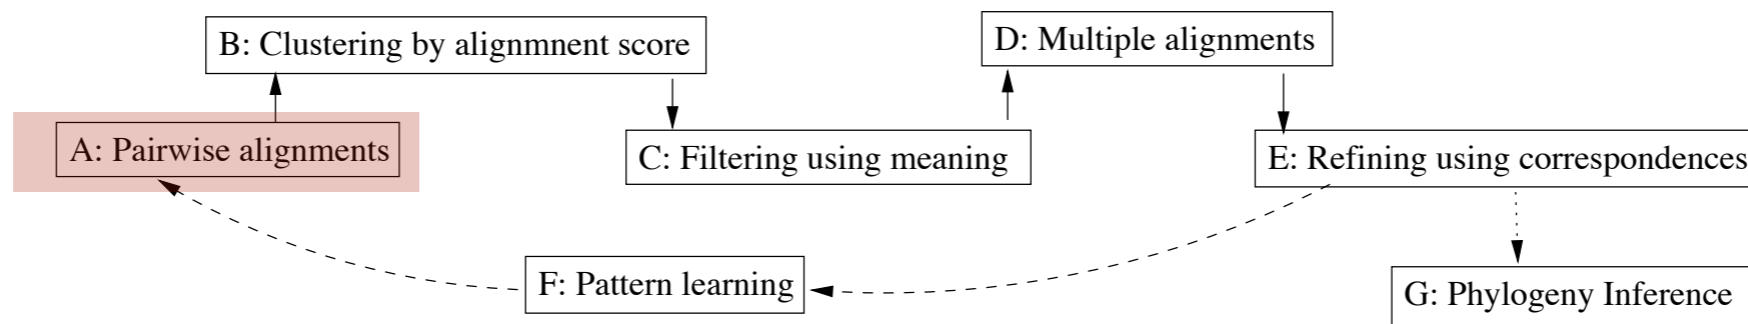 B: Clustering by alignmnent score
D: Multiple alignments
A: Pairwise alignments
C: Filtering using meaning
E: Refining using correspondences
F: Pattern learning
G: Phylogeny Inference